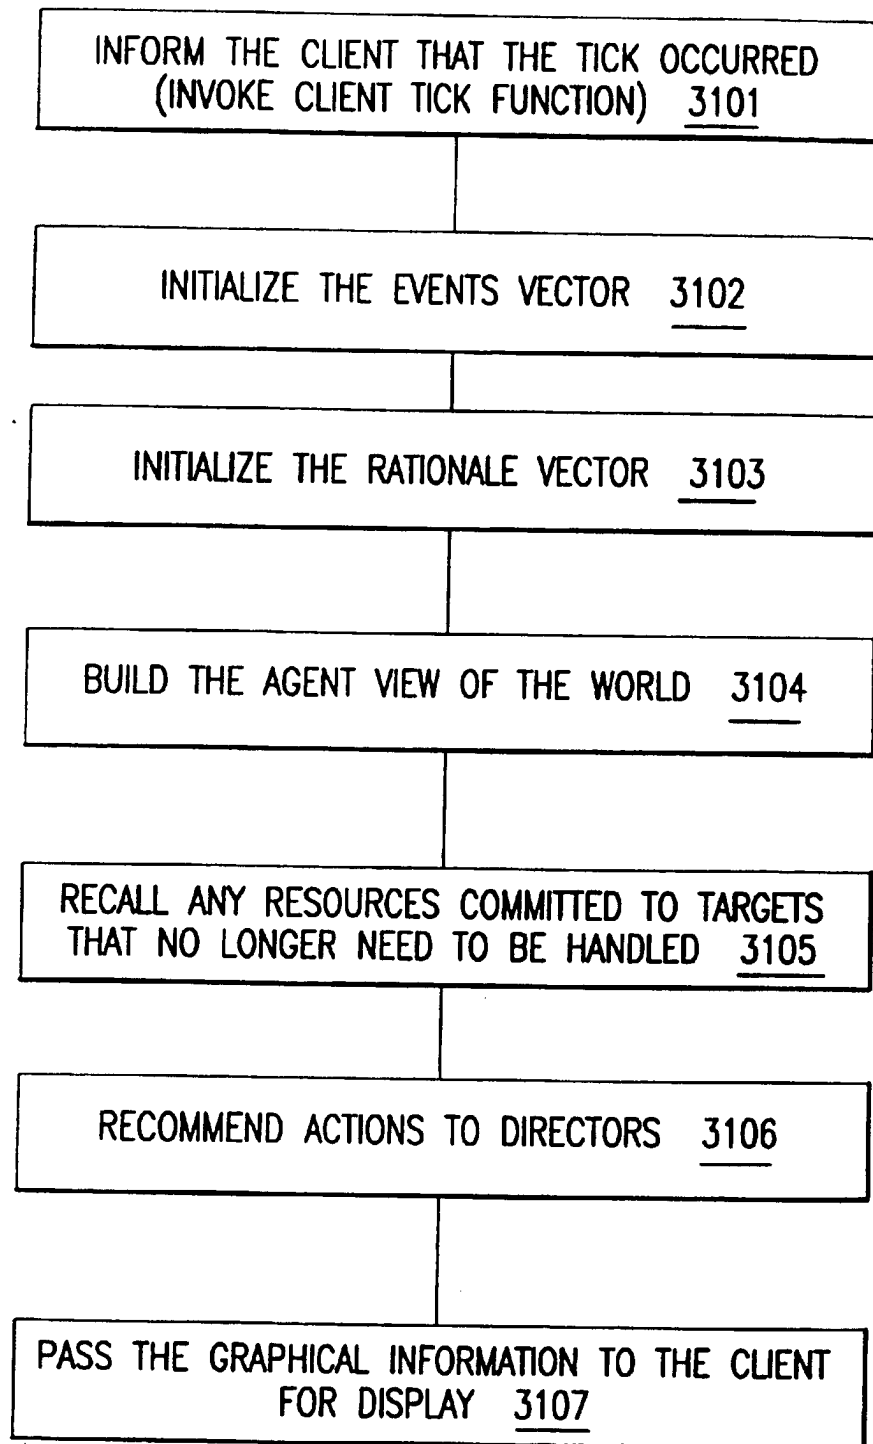 INFORM THE CLIENT THAT THE TICK OCCURRED
(INVOKE CLIENT TICK FUNCTION) 3101
INITIALIZE THE EVENTS VECTOR 3102
INITIALIZE THE RATIONALE VECTOR 3103
BUILD THE AGENT VIEW OF THE WORLD 3104
RECALL ANY RESOURCES COMMITTED TO TARGETS
THAT NO LONGER NEED TO BE HANDLED 3105
RECOMMEND ACTIONS TO DIRECTORS 3106
PASS THE GRAPHICAL INFORMATION TO THE CLIENT
FOR DISPLAY 3107